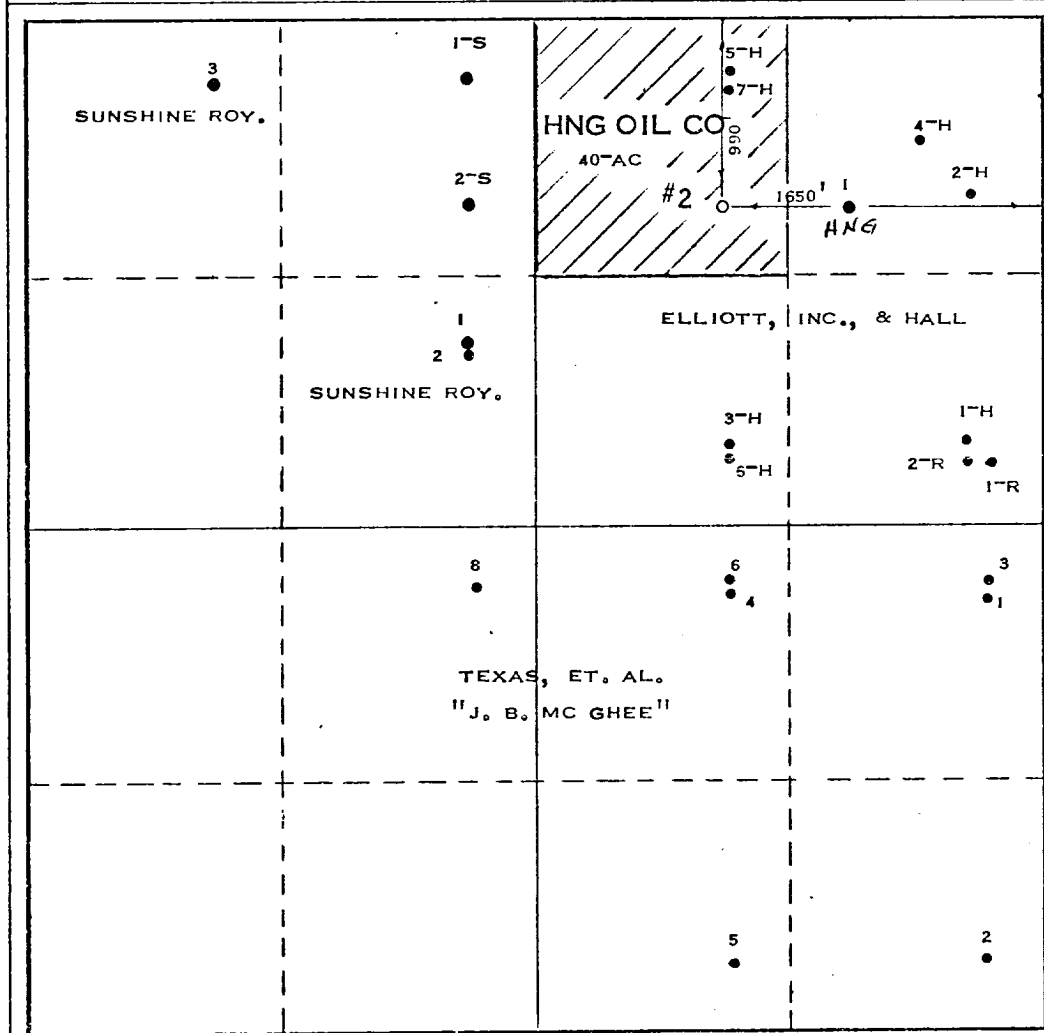 1-S
3
SUNSHINE ROY.
2-S
5-H
7-H
HNG OIL CO
40-AC
990
#2
1650'
1
HNG
4-H
2-H
ELLIOTT, INC., & HALL
1
2
SUNSHINE ROY.
3-H
5-H
1-H
2-R
1-R
8
6
4
3
1
TEXAS, ET. AL.
"J. B. MC GHEE"
5
2